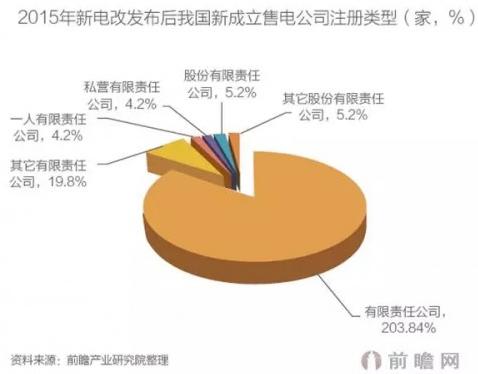 2015年新电改发布后我国新成立售电公司注册类型（家，%）
股份有限责任
公司，5.2%
私营有限责任
公司，4.2%
其它股份有限责任
公司，5.2%
一人有限责任
公司，4.2%
其它有限责任
公司，19.8%
有限责任公司，
203.84%
资料来源：前瞻产业研究院整理
前瞻网